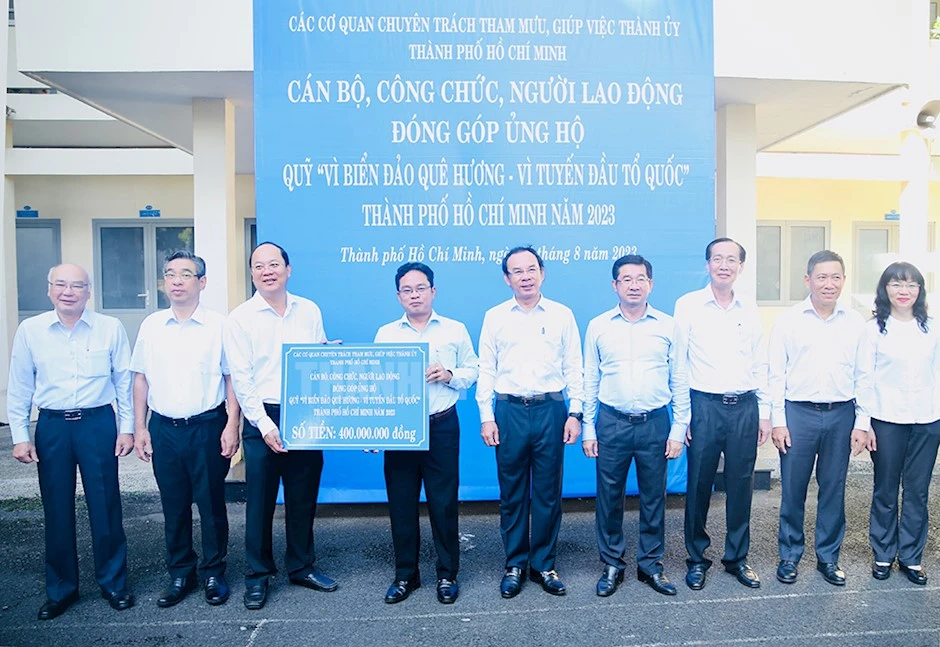 CÁC CƠ QUAN CHUYÊN TRÁCH THAM MƯU, GIÚP VIỆC THÀNH ỦY
THÀNH PHỐ HỒ CHÍ MINH
CÁN BỘ, CÔNG CHỨC, NGƯỜI LAO ĐỘNG
ĐÓNG GÓP ỦNG HỘ
QUỸ "VÌ BIỂN ĐẢO QUÊ HƯƠNG - VÌ TUYẾN ĐẦU TỔ QUỐC"
THÀNH PHỐ HỒ CHÍ MINH NĂM 2023
Thành phố Hồ Chí Minh, ngày tháng 8 năm 2023
CÁC CƠ QUAN CHUYÊN TRÁCH THAM MƯU, GIÚP VIỆC THÀNH ỦY
THÀNH PHỐ HỒ CHÍ MINH
CÁN BỘ, CÔNG CHỨC, NGƯỜI LAO ĐỘNG
ĐÓNG GÓP ỦNG HỘ
QUỸ "VÌ BIỂN ĐẢO QUÊ HƯƠNG - VÌ TUYẾN ĐẦU TỔ QUỐC"
THÀNH PHỐ HỒ CHÍ MINH NĂM 2023
SỐ TIỀN: 400.000.000 đồng